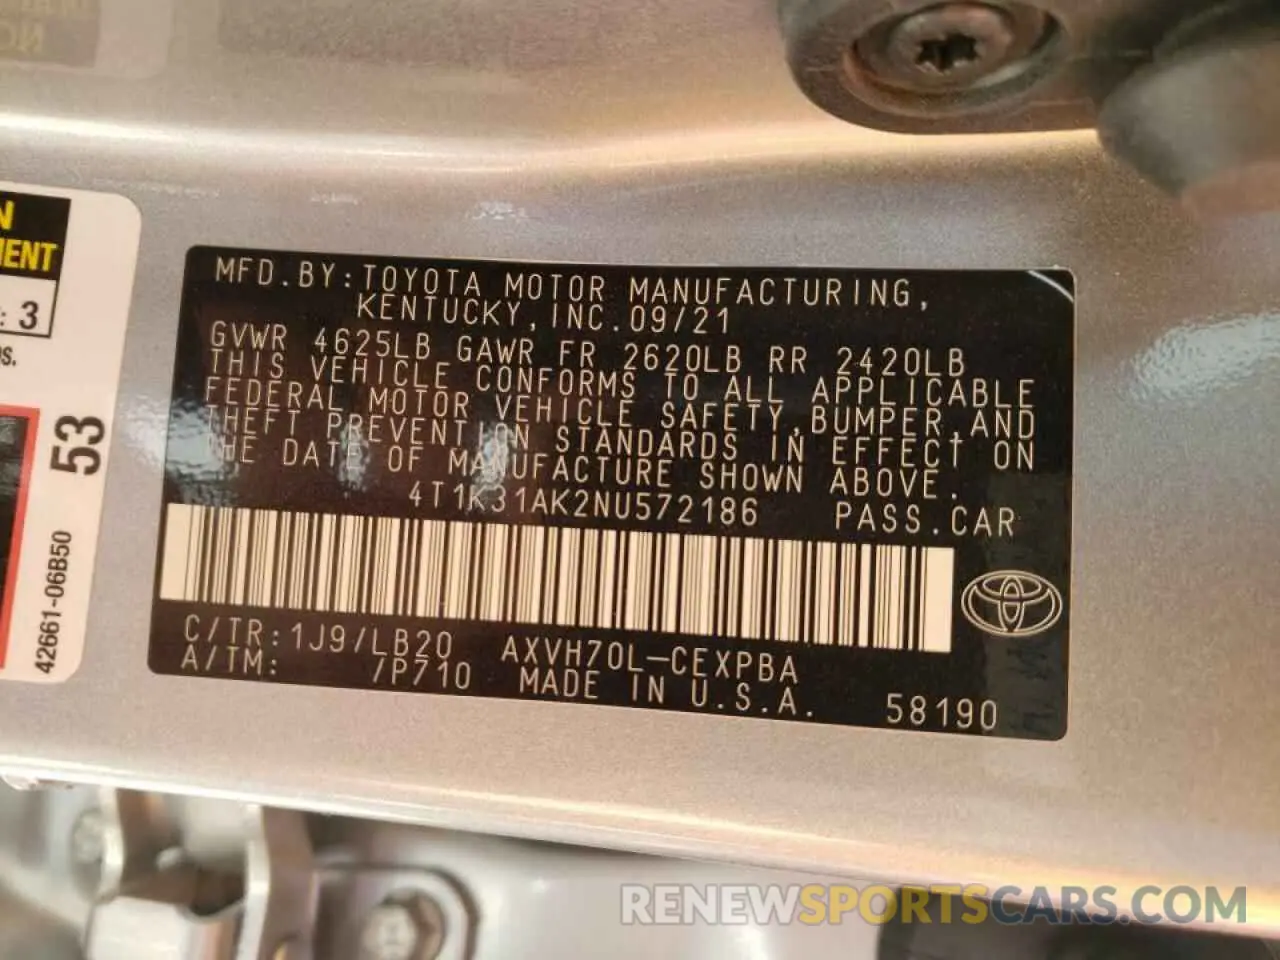 N
MENT
: 3
BS.
53
42661-06B50
MFD.BY:TOYOTA MOTOR MANUFACTURING,
KENTUCKY,INC.09/21
GVWR 4625LB GAWR FR 2620LB RR 2420LB
THIS VEHICLE CONFORMS TO ALL APPLICABLE
FEDERAL MOTOR VEHICLE SAFETY,BUMPER,AND
THEFT PREVENTION STANDARDS IN EFFECT ON
THE DATE OF MANUFACTURE SHOWN ABOVE.
4T1K31AK2NU572186 PASS.CAR
C/TR:1J9/LB20 AXVH70L-CEXPBA
A/TM: /P710 MADE IN U.S.A. 58190
RENEWSPORTSCARS.COM